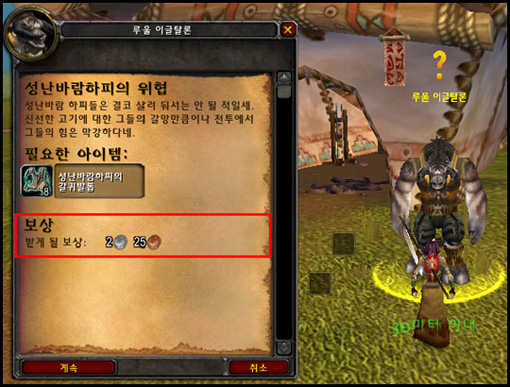 루울 이글탈론
성난바람하피의 위협
성난바람 하피들은 결코 살려 둬서는 안 될 적일세.
신선한 고기에 대한 그들의 갈망만큼이나 전투에서
그들의 힘은 막강하다네.
필요한 아이템:
8
성난바람하피의
갈퀴발톱
보상
받게 될 보상: 2 25
계속
취소
?
루울 이글탈론
30미터 이내